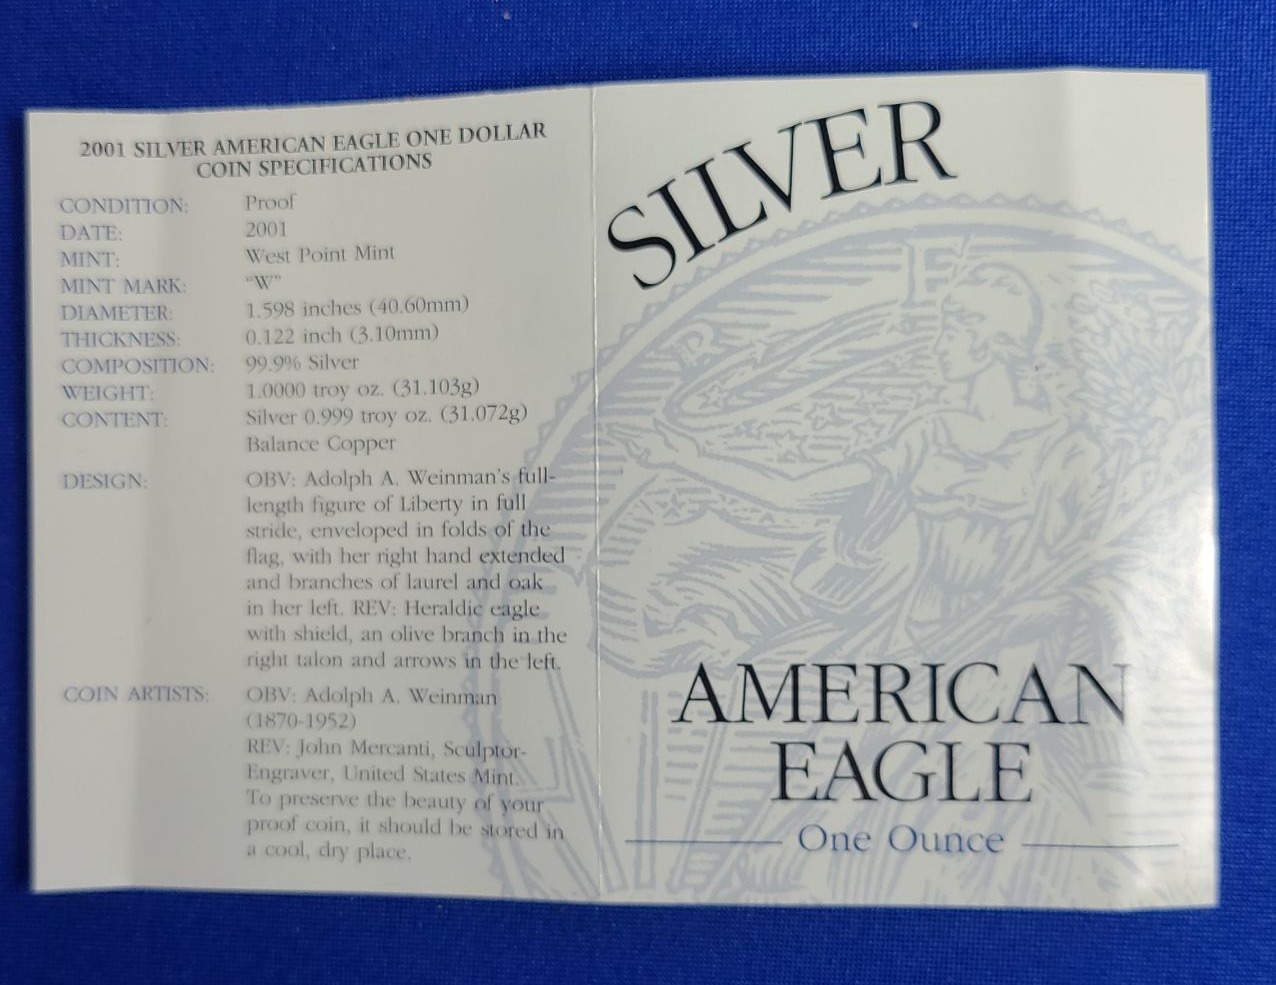 2001 SILVER AMERICAN EAGLE ONE DOLLAR
COIN SPECIFICATIONS
CONDITION: Proof
DATE: 2001
MINT: West Point Mint
MINT MARK: “W”
DIAMETER: 1.598 inches (40.60mm)
THICKNESS: 0.122 inch (3.10mm)
COMPOSITION: 99.9% Silver
WEIGHT: 1.0000 troy oz. (31.103g)
CONTENT: Silver 0.999 troy oz. (31.072g)
Balance Copper
DESIGN: OBV: Adolph A. Weinman's full-
length figure of Liberty in full
stride, enveloped in folds of the
flag, with her right hand extended
and branches of laurel and oak
in her left. REV: Heraldic eagle
with shield, an olive branch in the
right talon and arrows in the left.
COIN ARTISTS: OBV: Adolph A. Weinman
(1870-1952)
REV: John Mercanti, Sculptor-
Engraver, United States Mint.
To preserve the beauty of your
proof coin, it should be stored in
a cool, dry place.
SILVER
AMERICAN
EAGLE
One Ounce